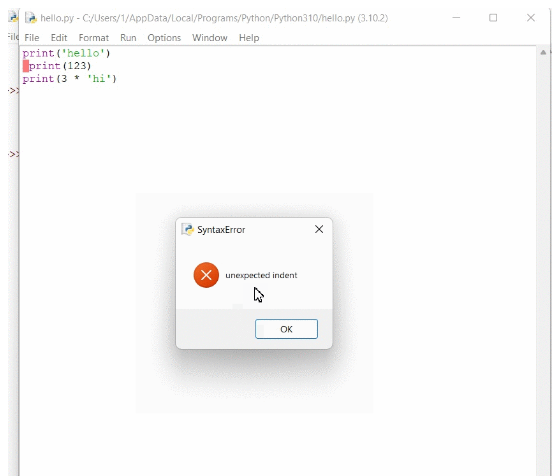 hello.py - C:/Users/1/AppData/Local/Programs/Python/Python310/hello.py (3.10.2)
File Edit Format Run Options Window Help
print('hello')
 print(123)
print(3 * 'hi')
>>
>>
SyntaxError
unexpected indent
OK